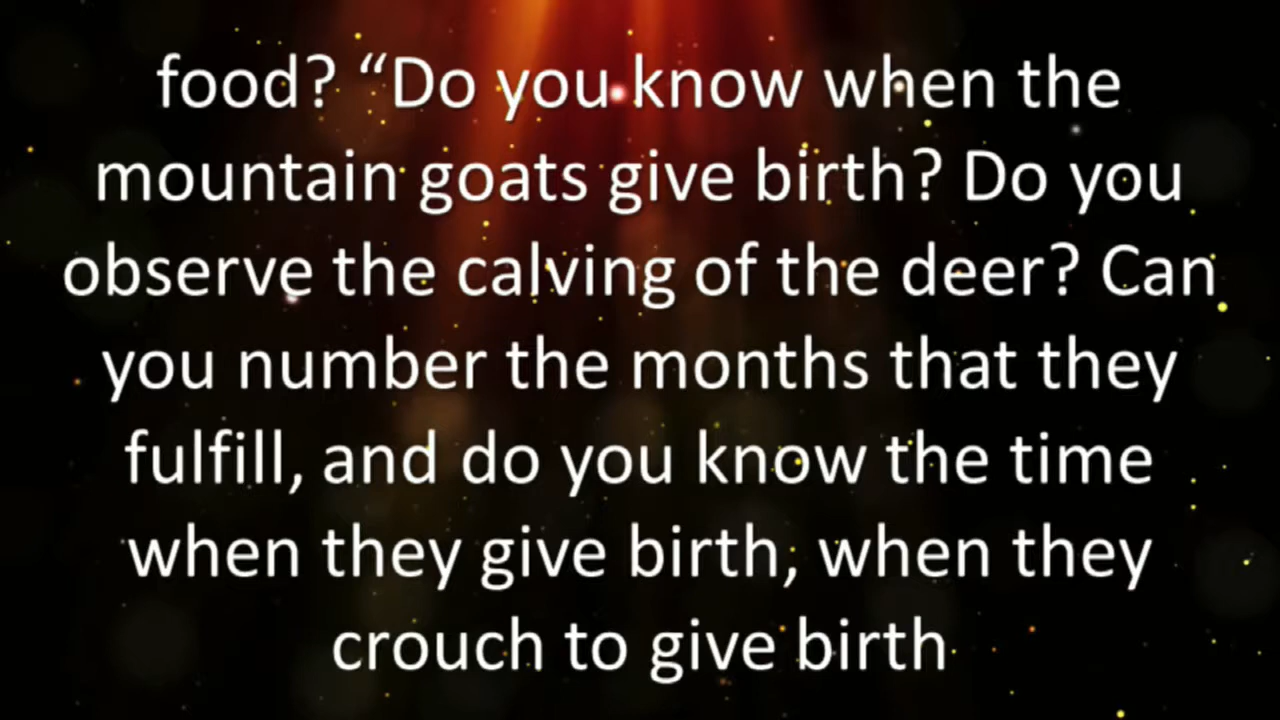 food? “Do you know when the
mountain goats give birth? Do you
observe the calving of the deer? Can
you number the months that they
fulfill, and do you know the time
when they give birth, when they
crouch to give birth